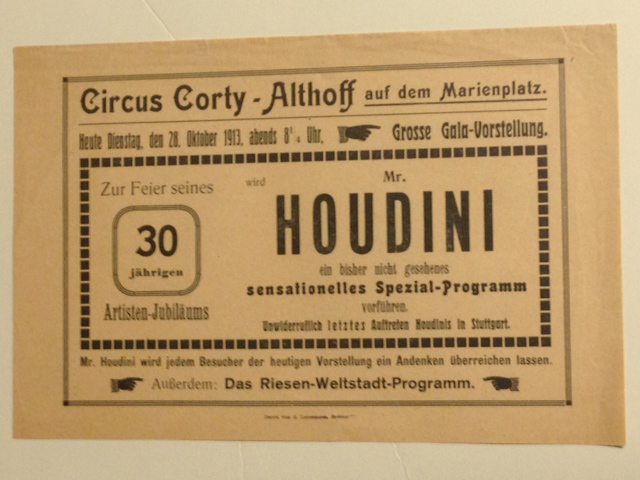 Circus Corty-Althoff auf dem Marienplatz.
Heute Dienstag, den 28. Oktober 1913, abends 8¼ Uhr, Grosse Gala-Vorstellung.
Zur Feier seines
30
jährigen
Artisten-Jubiläums
wird Mr.
HOUDINI
ein bisher nicht gesehenes
sensationelles Spezial-Programm
vorführen.
Unwiderruflich letztes Auftreten Houdinis in Stuttgart.
Mr. Houdini wird jedem Besucher der heutigen Vorstellung ein Andenken überreichen lassen.
Außerdem: Das Riesen-Weltstadt-Programm.
Druck von